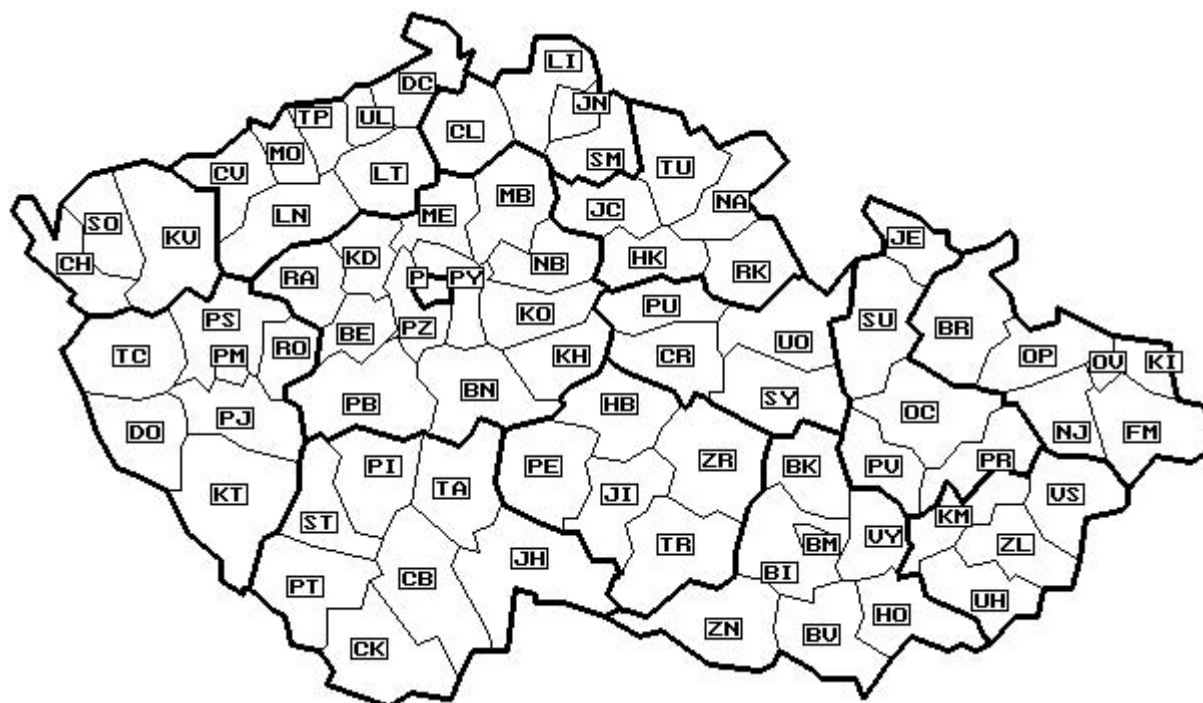 LI
DC
JN
TP
UL
CL
MO
SM
CV
LT
TU
MB
NA
SO
LN
ME
JC
KV
JE
CH
KD
HK
RA
P
PY
NB
RK
PS
BE
PZ
KO
PU
SU
BR
TC
PM
RO
KH
CR
UO
OP
OV
KI
BN
PB
HB
SY
OC
DO
PJ
NJ
FM
PI
PE
ZR
BK
PV
PR
KT
TA
JI
VS
ST
KM
JH
TR
BM
VY
ZL
PT
CB
BI
UH
HO
CK
ZN
BV